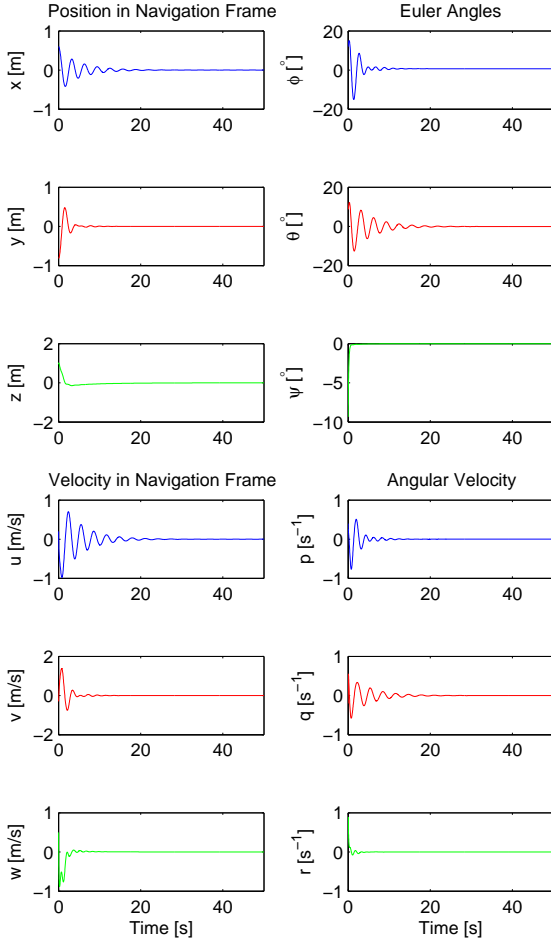 Position in Navigation Frame
x [m]
1
0
−1
0 20 40
Euler Angles
ϕ [°]
20
0
−20
0 20 40
y [m]
1
0
−1
0 20 40
θ [°]
20
0
−20
0 20 40
z [m]
2
0
−2
0 20 40
ψ [°]
0
−5
−10
0 20 40
Velocity in Navigation Frame
u [m/s]
1
0
−1
0 20 40
Angular Velocity
p [s⁻¹]
1
0
−1
0 20 40
v [m/s]
2
0
−2
0 20 40
q [s⁻¹]
1
0
−1
0 20 40
w [m/s]
1
0
−1
0 20 40
Time [s]
r [s⁻¹]
1
0
−1
0 20 40
Time [s]